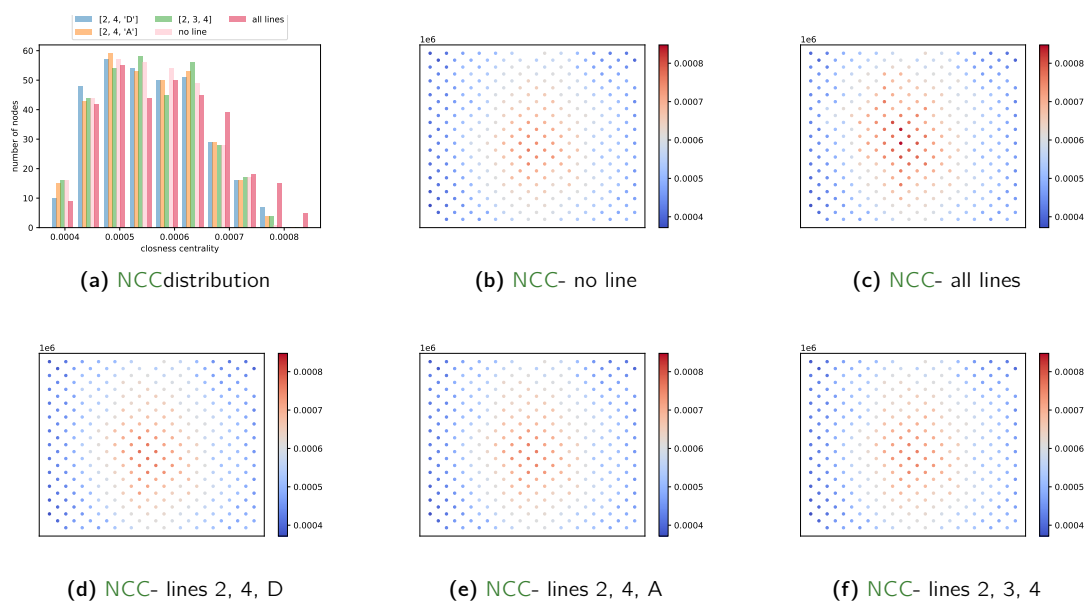 [2, 4, 'D'] [2, 3, 4] all lines
[2, 4, 'A'] no line
60
50
40
30
20
10
0
number of nodes
0.0004 0.0005 0.0006 0.0007 0.0008
closness centrality
(a) NCCdistribution
1e6
0.0008
0.0007
0.0006
0.0005
0.0004
(b) NCC- no line
1e6
0.0008
0.0007
0.0006
0.0005
0.0004
(c) NCC- all lines
1e6
0.0008
0.0007
0.0006
0.0005
0.0004
(d) NCC- lines 2, 4, D
1e6
0.0008
0.0007
0.0006
0.0005
0.0004
(e) NCC- lines 2, 4, A
1e6
0.0008
0.0007
0.0006
0.0005
0.0004
(f) NCC- lines 2, 3, 4